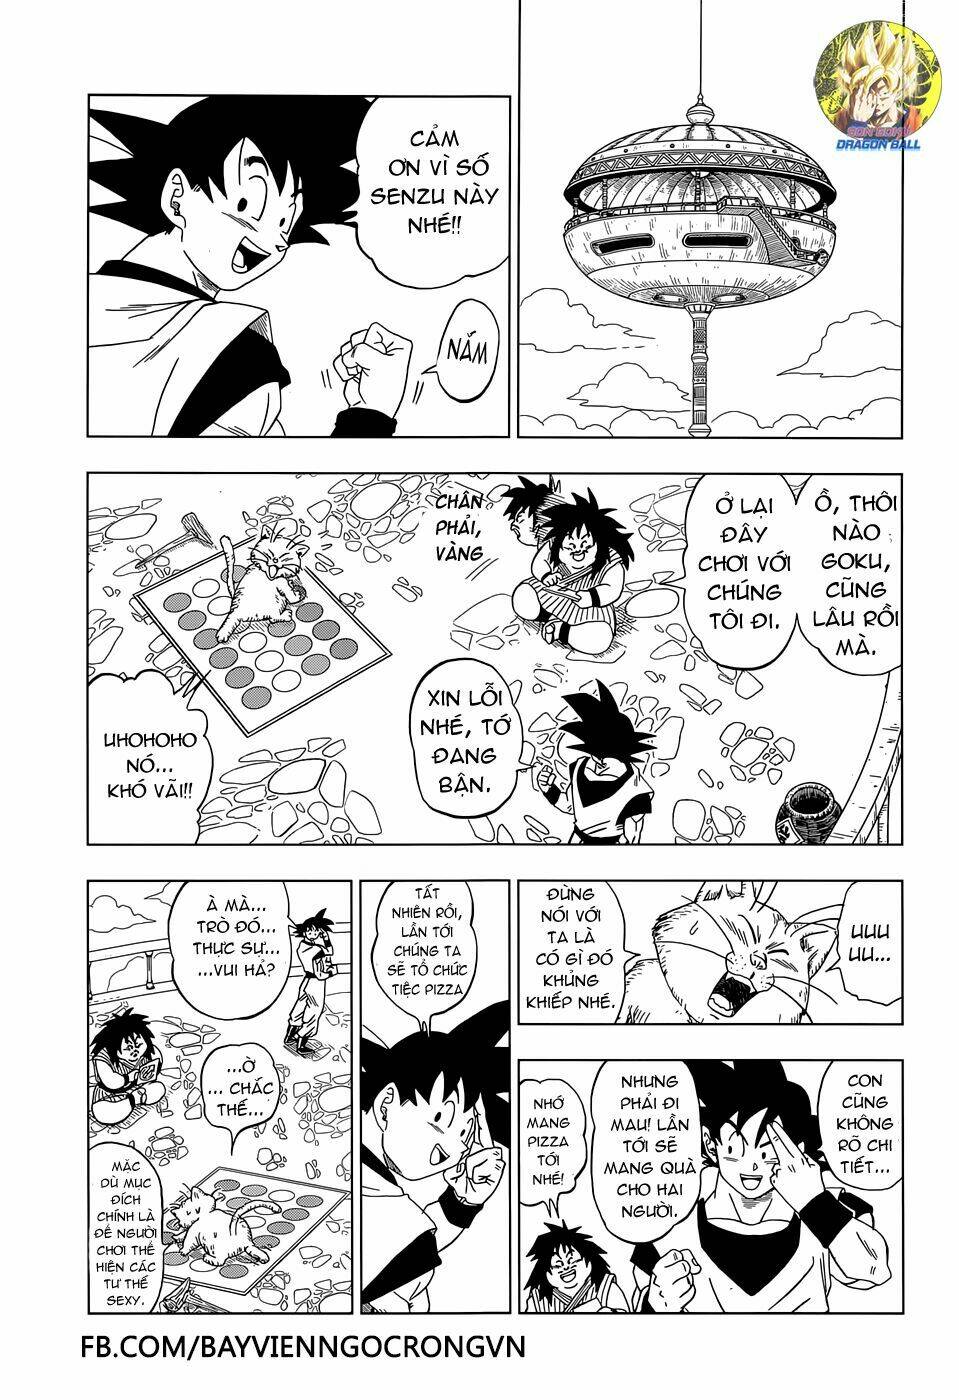 SON GOKU
DRAGON BALL
CẢM
ƠN VÌ SỐ
SENZU NÀY
NHÉ!!
NẮM
Ồ, THÔI
NÀO
GOKU,
CŨNG
LÂU RỒI
MÀ.
Ở LẠI
ĐÂY
CHƠI VỚI
CHÚNG
TÔI ĐI.
CHÂN
PHẢI,
VÀNG
XIN LỖI
NHÉ, TỚ
ĐANG
BẬN.
UHOHOHO
NÓ...
KHÓ VÃI!!
À MÀ...
TRÒ ĐÓ...
THỰC SỰ...
...VUI HẢ?
...Ờ
... CHẮC
THẾ...
MẶC
DÙ MỤC
ĐÍCH
CHÍNH LÀ
ĐỂ NGƯỜI
CHƠI THỂ
HIỆN CÁC
TƯ THẾ
SEXY.
TẤT
NHIÊN RỒI,
LẦN TỚI
CHÚNG TA
SẼ TỔ CHỨC
TIỆC PIZZA
UUU
UU...
ĐỪNG
NÓI VỚI
TA LÀ
CÓ GÌ ĐÓ
KHỦNG
KHIẾP NHÉ.
CON
CŨNG
KHÔNG
RÕ CHI
TIẾT...
NHƯNG
PHẢI ĐI
MAU! LẦN
TỚI SẼ
MANG QUÀ
CHO HAI
NGƯỜI.
NHỚ
MANG
PIZZA
TỚI
NHÉ!
FB.COM/BAYVIENNGOCRONGVN